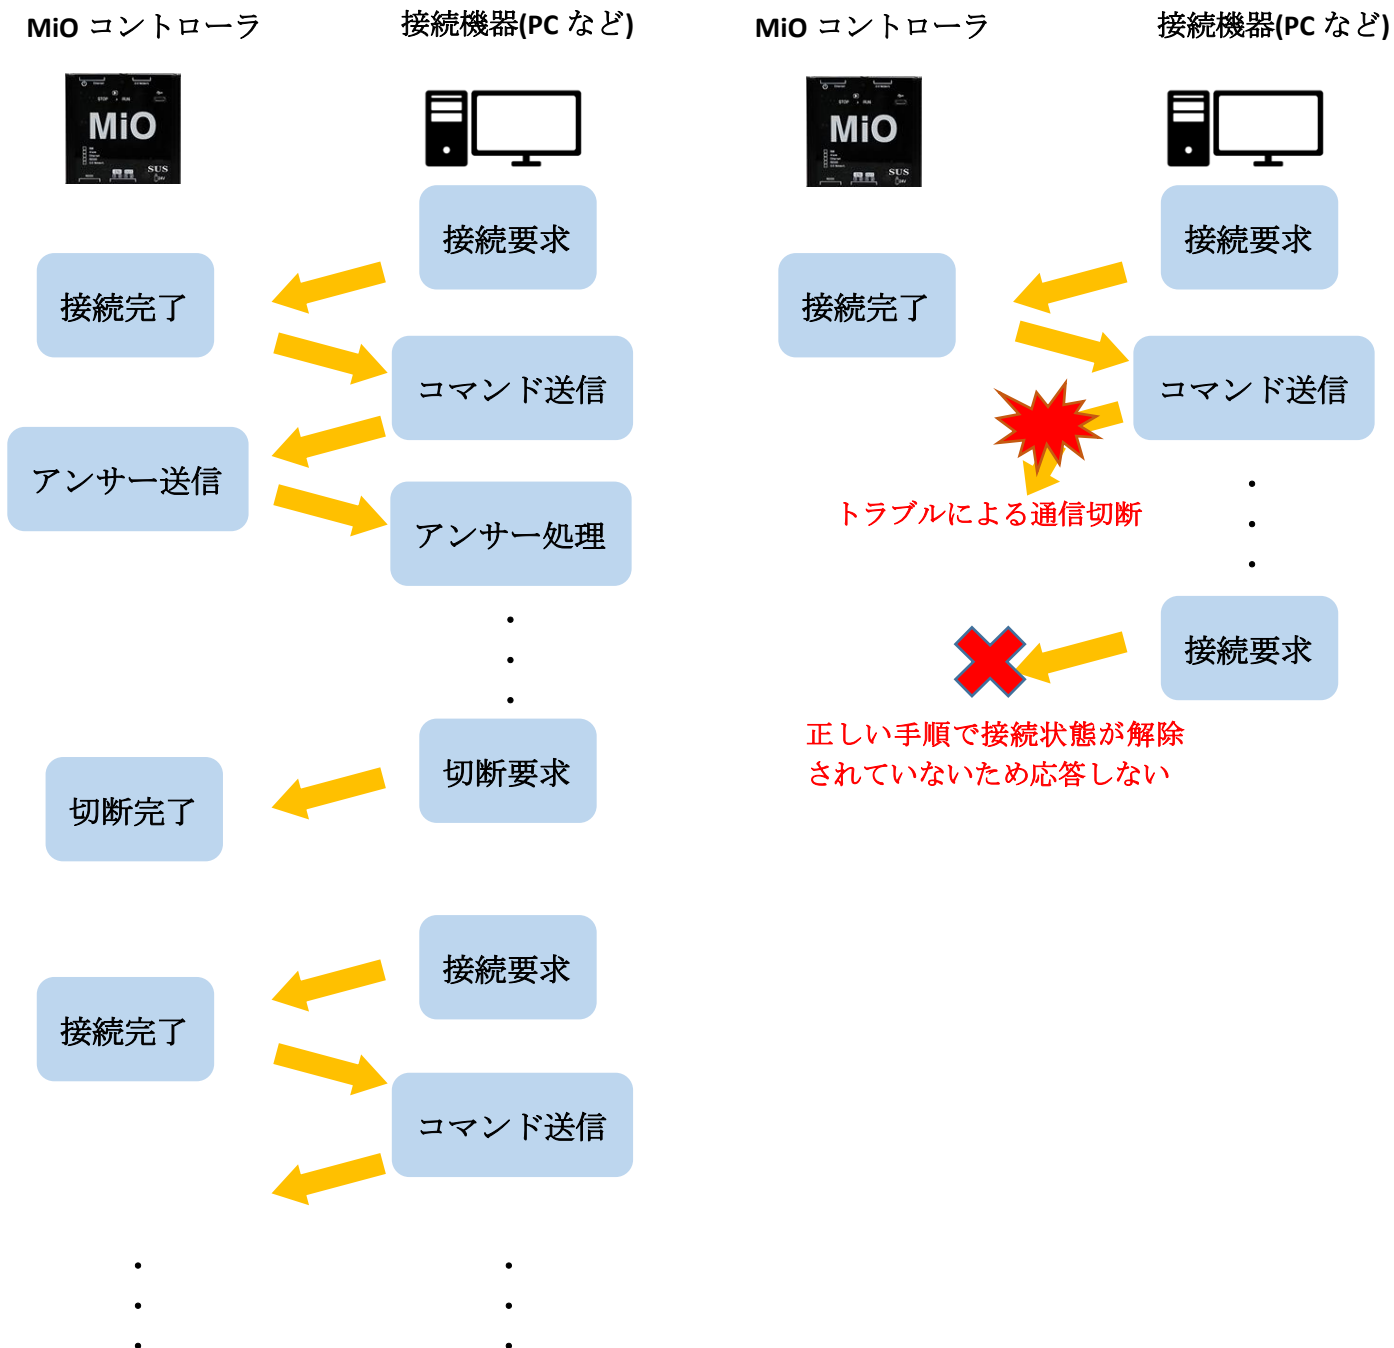 MiO コントローラ
接続機器(PC など)
STOP
RUN
MiO
SUS
接続要求
接続完了
コマンド送信
アンサー送信
アンサー処理
・
・
・
切断要求
切断完了
接続要求
接続完了
コマンド送信
・
・
・
・
・
・
MiO コントローラ
接続機器(PC など)
STOP
RUN
MiO
SUS
接続要求
接続完了
コマンド送信
トラブルによる通信切断
・
・
・
接続要求
正しい手順で接続状態が解除
されていないため応答しない